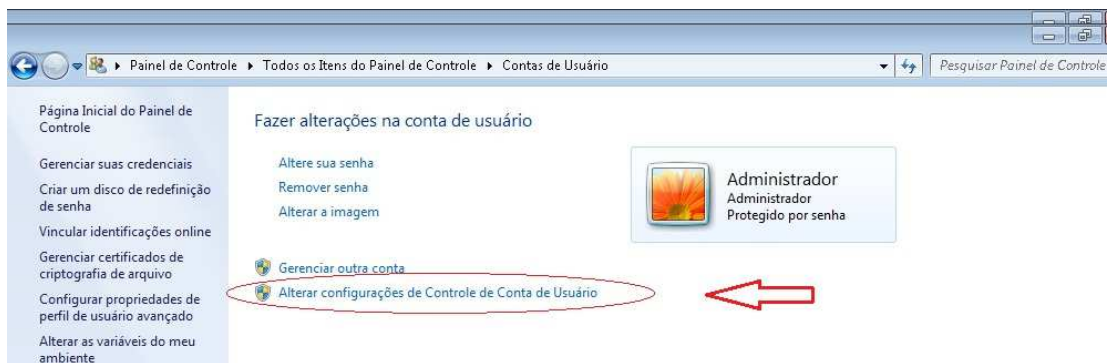 Painel de Controle ▸ Todos os Itens do Painel de Controle ▸ Contas de Usuário
Pesquisar Painel de Controle
Página Inicial do Painel de
Controle
Gerenciar suas credenciais
Criar um disco de redefinição
de senha
Vincular identificações online
Gerenciar certificados de
criptografia de arquivo
Configurar propriedades de
perfil de usuário avançado
Alterar as variáveis do meu
ambiente
Fazer alterações na conta de usuário
Altere sua senha
Remover senha
Alterar a imagem
Gerenciar outra conta
Alterar configurações de Controle de Conta de Usuário
Administrador
Administrador
Protegido por senha